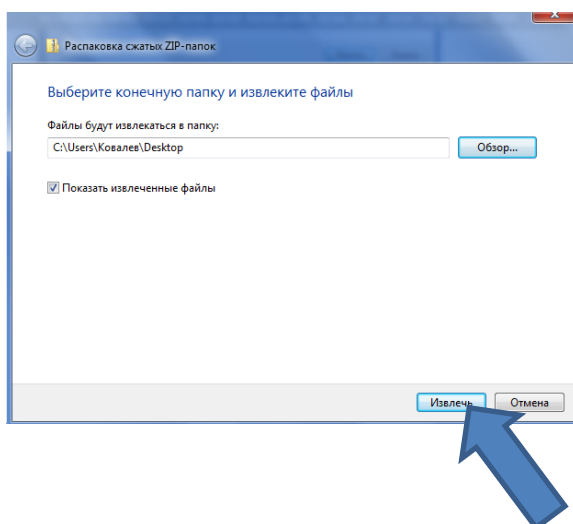 Распаковка сжатых ZIP-папок
Выберите конечную папку и извлеките файлы
Файлы будут извлекаться в папку:
C:\Users\Ковалев\Desktop
Обзор...
Показать извлеченные файлы
Извлечь
Отмена